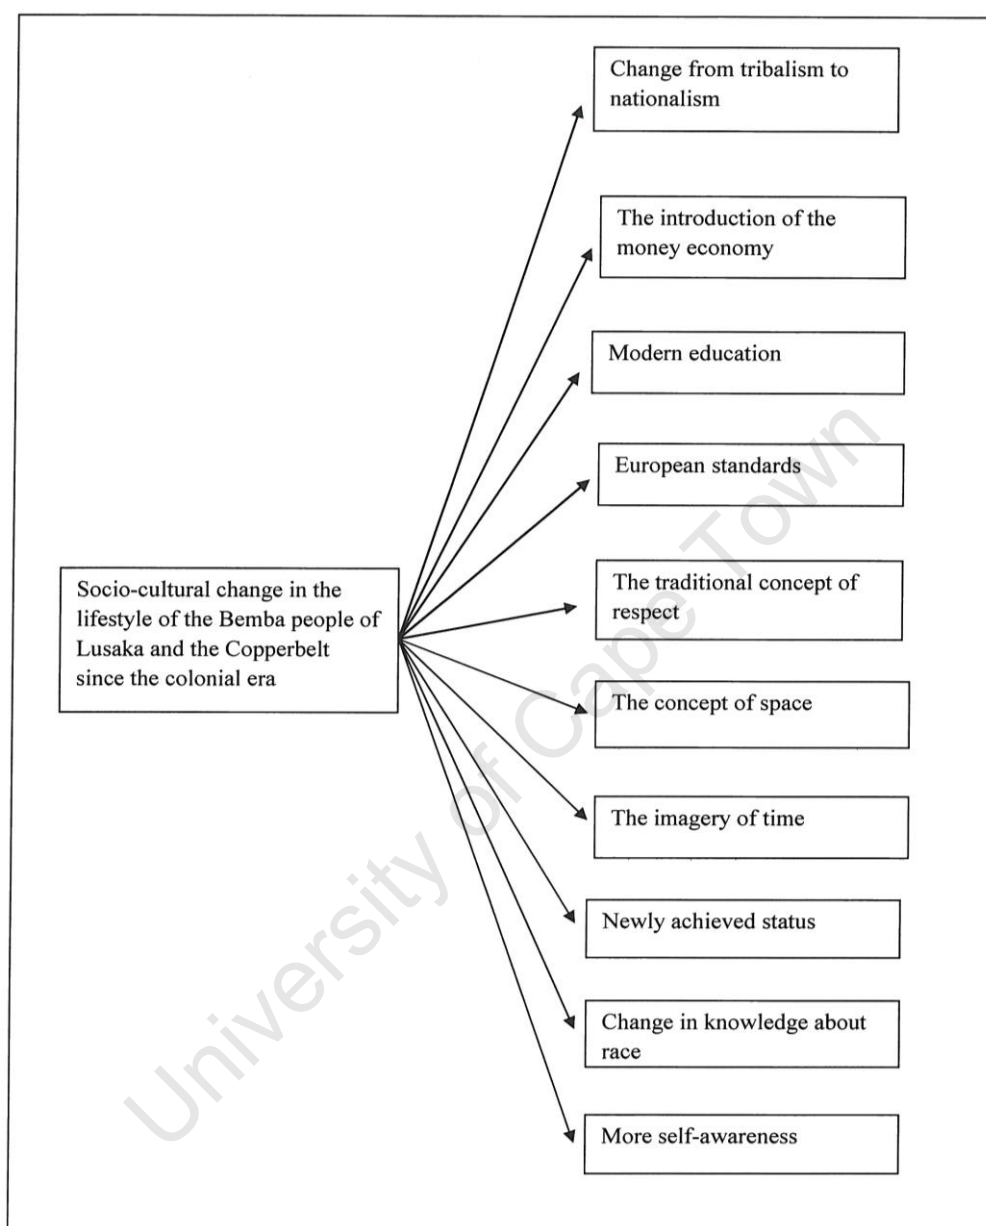 Change from tribalism to
nationalism
The introduction of the
money economy
Modern education
European standards
Socio-cultural change in the
lifestyle of the Bemba people of
Lusaka and the Copperbelt
since the colonial era
The traditional concept of
respect
The concept of space
The imagery of time
Newly achieved status
Change in knowledge about
race
More self-awareness
University of Cape Town